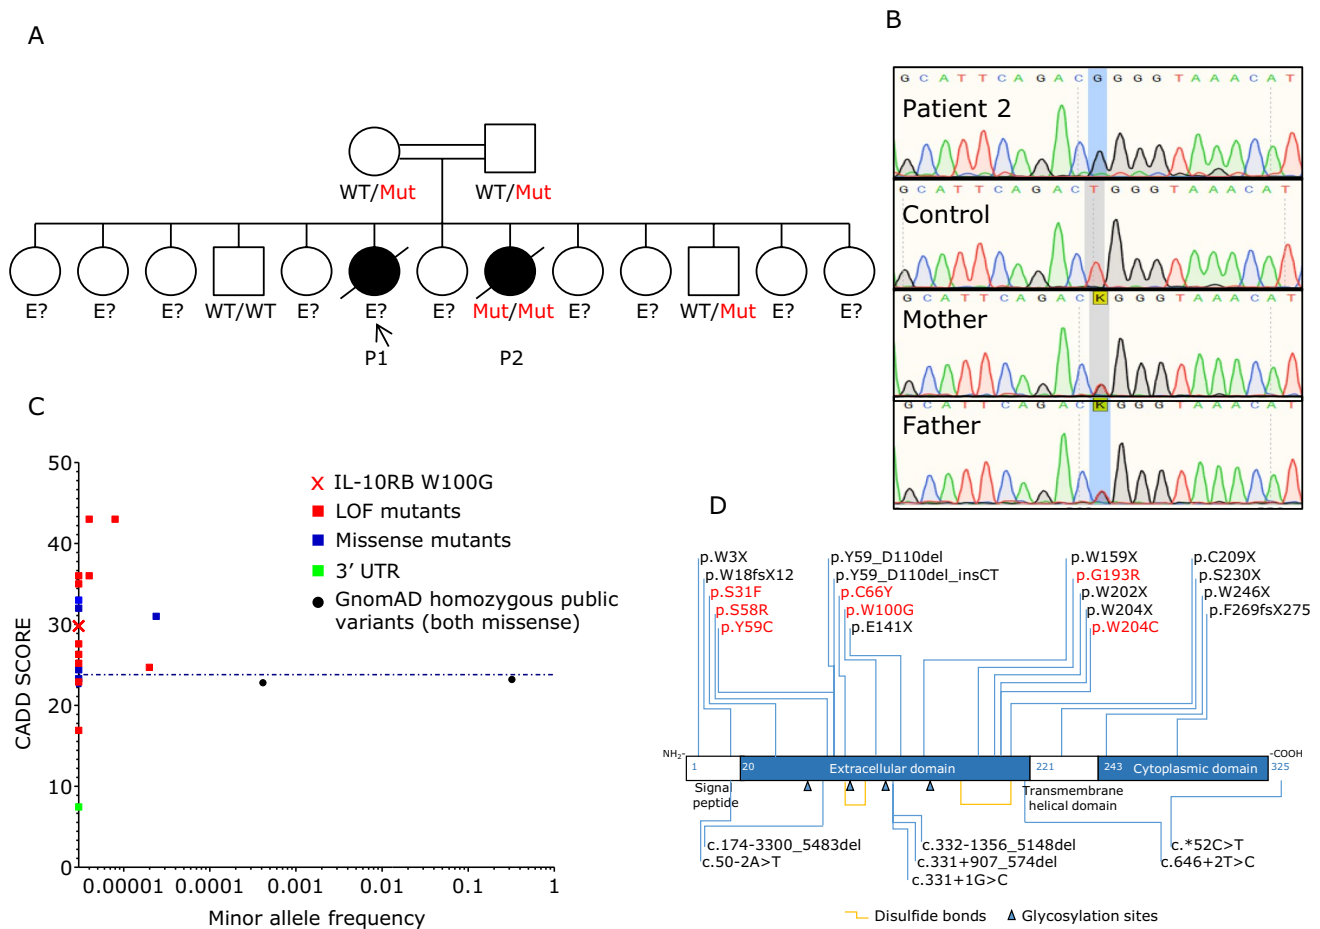 A
WT/Mut
WT/Mut
E?
E?
E?
WT/WT
E?
E?
E?
Mut/Mut
E?
E?
WT/Mut
E?
E?
P1
P2
B
G C A T T C A G A C G G G G T A A A C A T
Patient 2
G C A T T C A G A C T G G G T A A A C A T
Control
G C A T T C A G A C K G G G T A A A C A T
Mother
G C A T T C A G A C K G G G T A A A C A T
Father
C
CADD SCORE
50
40
30
20
10
0
0.00001
0.0001
0.001
0.01
0.1
1
Minor allele frequency
IL-10RB W100G
LOF mutants
Missense mutants
3′ UTR
GnomAD homozygous public
variants (both missense)
D
p.W3X
p.W18fsX12
p.S31F
p.S58R
p.Y59C
p.Y59_D110del
p.Y59_D110del_insCT
p.C66Y
p.W100G
p.E141X
p.W159X
p.G193R
p.W202X
p.W204X
p.W204C
p.C209X
p.S230X
p.W246X
p.F269fsX275
NH2-
-COOH
1
20
Extracellular domain
221
243
Cytoplasmic domain
325
Signal
peptide
Transmembrane
helical domain
c.174-3300_5483del
c.50-2A>T
c.332-1356_5148del
c.331+907_574del
c.331+1G>C
c.*52C>T
c.646+2T>C
Disulfide bonds
Glycosylation sites